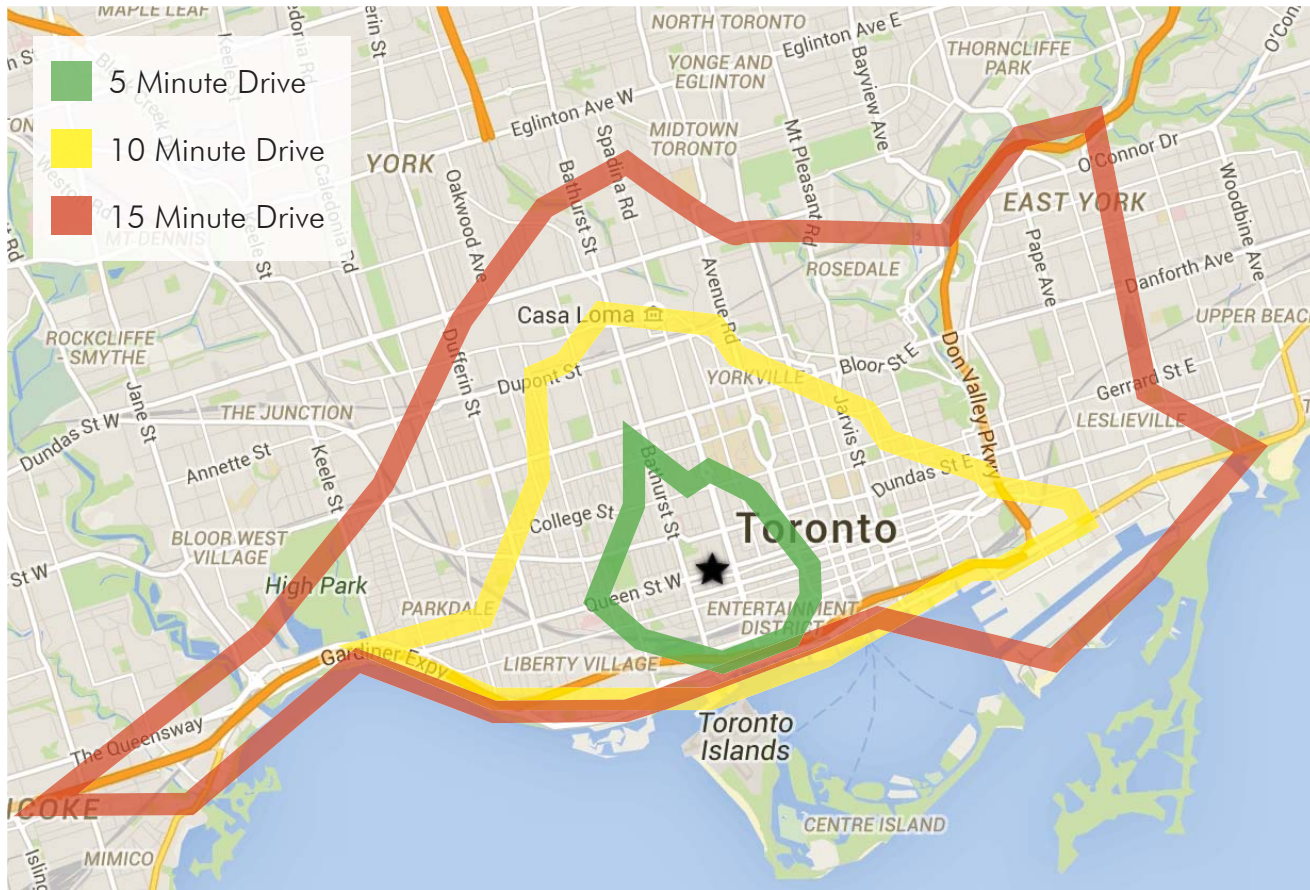 MAPLE LEAF
NORTH TORONTO
Eglinton Ave E
THORNCLIFFE
PARK
YONGE AND
EGLINTON
Bayview Ave
5 Minute Drive
10 Minute Drive
15 Minute Drive
Keele St
Eglinton Ave W
Spadina Rd
MIDTOWN
TORONTO
Mt Pleasant Rd
O'Connor Dr
YORK
Bathurst St
Oakwood Ave
Caledonia Rd
EAST YORK
Woodbine Ave
MT DENNIS
Keele St
Pape Ave
ROSEDALE
Danforth Ave
Avenue Rd
Casa Loma
ROCKCLIFFE
- SMYTHE
Dufferin St
Dupont St
YORKVILLE
Bloor St E
Don Valley Pkwy
Gerrard St E
LESLIEVILLE
Jane St
THE JUNCTION
Dundas St W
Annette St
Keele St
Jarvis St
Dundas St E
Bathurst St
College St
Toronto
BLOOR WEST
VILLAGE
St W
High Park
PARKDALE
Queen St W
ENTERTAINMENT
DISTRICT
Gardiner Expy
LIBERTY VILLAGE
The Queensway
Toronto
Islands
CENTRE ISLAND
MIMICO